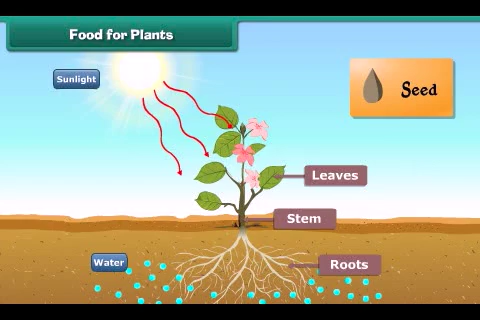 Food for Plants
Sunlight
Seed
Leaves
Stem
Water
Roots